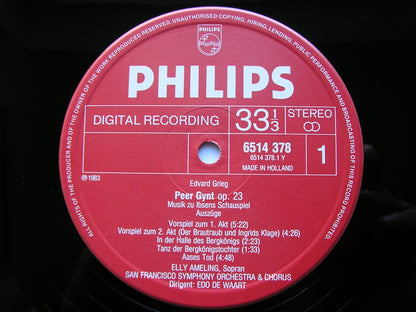 ALL RIGHTS OF THE PRODUCER AND OF THE OWNER OF THE WORK REPRODUCED RESERVED. UNAUTHORISED COPYING, HIRING, LENDING, PUBLIC PERFORMANCE AND BROADCASTING OF THIS RECORD PROHIBITED
PHILIPS
PHILIPS
DIGITAL RECORDING
33 1/3
STEREO
6514 378
6514 378.1 Y
MADE IN HOLLAND
1
℗1983
Edvard Grieg
Peer Gynt op. 23
Musik zu Ibsens Schauspiel
Auszüge
Vorspiel zum 1. Akt (5:22)
Vorspiel zum 2. Akt (Der Brautraub und Ingrids Klage) (4:26)
In der Halle des Bergkönigs (2:23)
Tanz der Bergkönigstochter (1:22)
Aases Tod (4:48)
ELLY AMELING, Sopran
SAN FRANCISCO SYMPHONY ORCHESTRA & CHORUS
Dirigent: EDO DE WAART